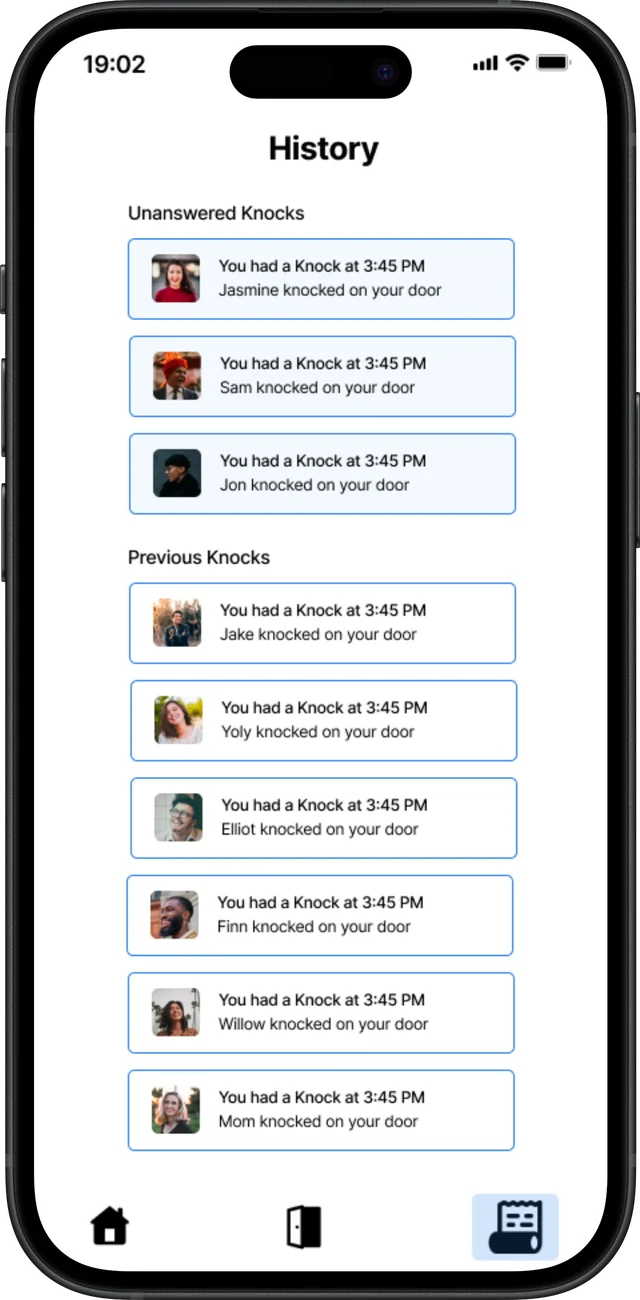 19:02
History
Unanswered Knocks
You had a Knock at 3:45 PM
Jasmine knocked on your door
You had a Knock at 3:45 PM
Sam knocked on your door
You had a Knock at 3:45 PM
Jon knocked on your door
Previous Knocks
You had a Knock at 3:45 PM
Jake knocked on your door
You had a Knock at 3:45 PM
Yoly knocked on your door
You had a Knock at 3:45 PM
Elliot knocked on your door
You had a Knock at 3:45 PM
Finn knocked on your door
You had a Knock at 3:45 PM
Willow knocked on your door
You had a Knock at 3:45 PM
Mom knocked on your door